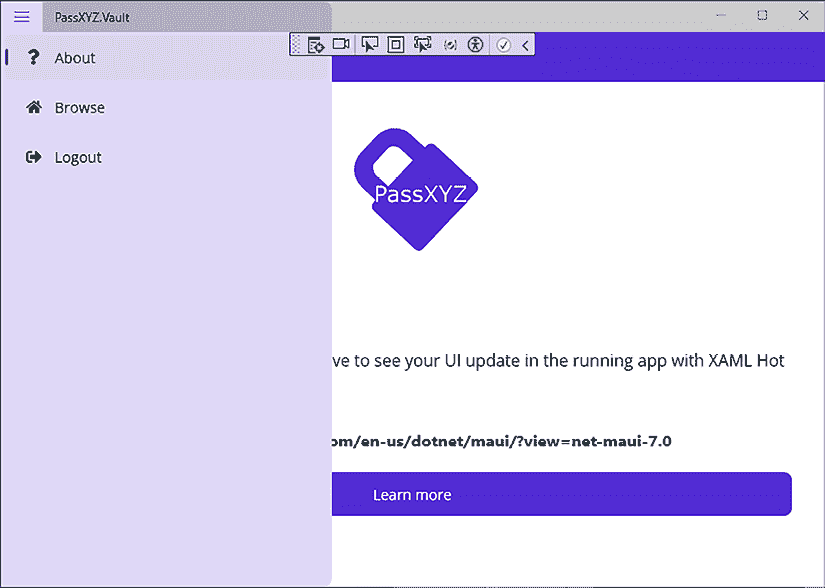 PassXYZ.Vault
About
Browse
Logout
PassXYZ
ve to see your UI update in the running app with XAML Hot
om/en-us/dotnet/maui/?view=net-maui-7.0
Learn more